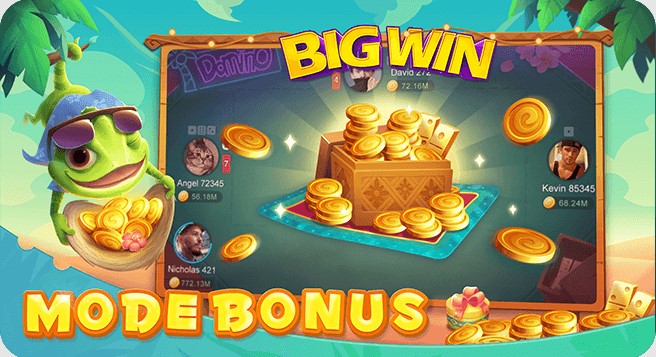 BIG WIN
Domino
David 272
72.16M
Angel 72345
7
56.18M
Kevin 85345
68.24M
Nicholas 421
772.13M
MODE BONUS